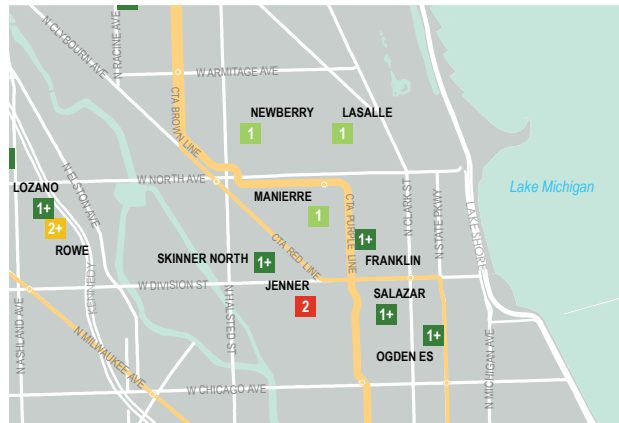 N CLYBOURN AVE
N RACINE AVE
W ARMITAGE AVE
CTA BROWN LINE
NEWBERRY
LASALLE
1
1
N ELSTON AVE
W NORTH AVE
Lake Michigan
LOZANO
1+
2+
ROWE
MANIERRE
1
CTA PURPLE LINE
N CLARK ST
N STATE PKWY
LAKESHORE
CTA RED LINE
1+
FRANKLIN
SKINNER NORTH
1+
KENNEDY
W DIVISION ST
JENNER
2
SALAZAR
1+
1+
OGDEN ES
N HALSTED ST
N ASHLAND AVE
N MILWAUKEE AVE
N MICHIGAN AVE
W CHICAGO AVE